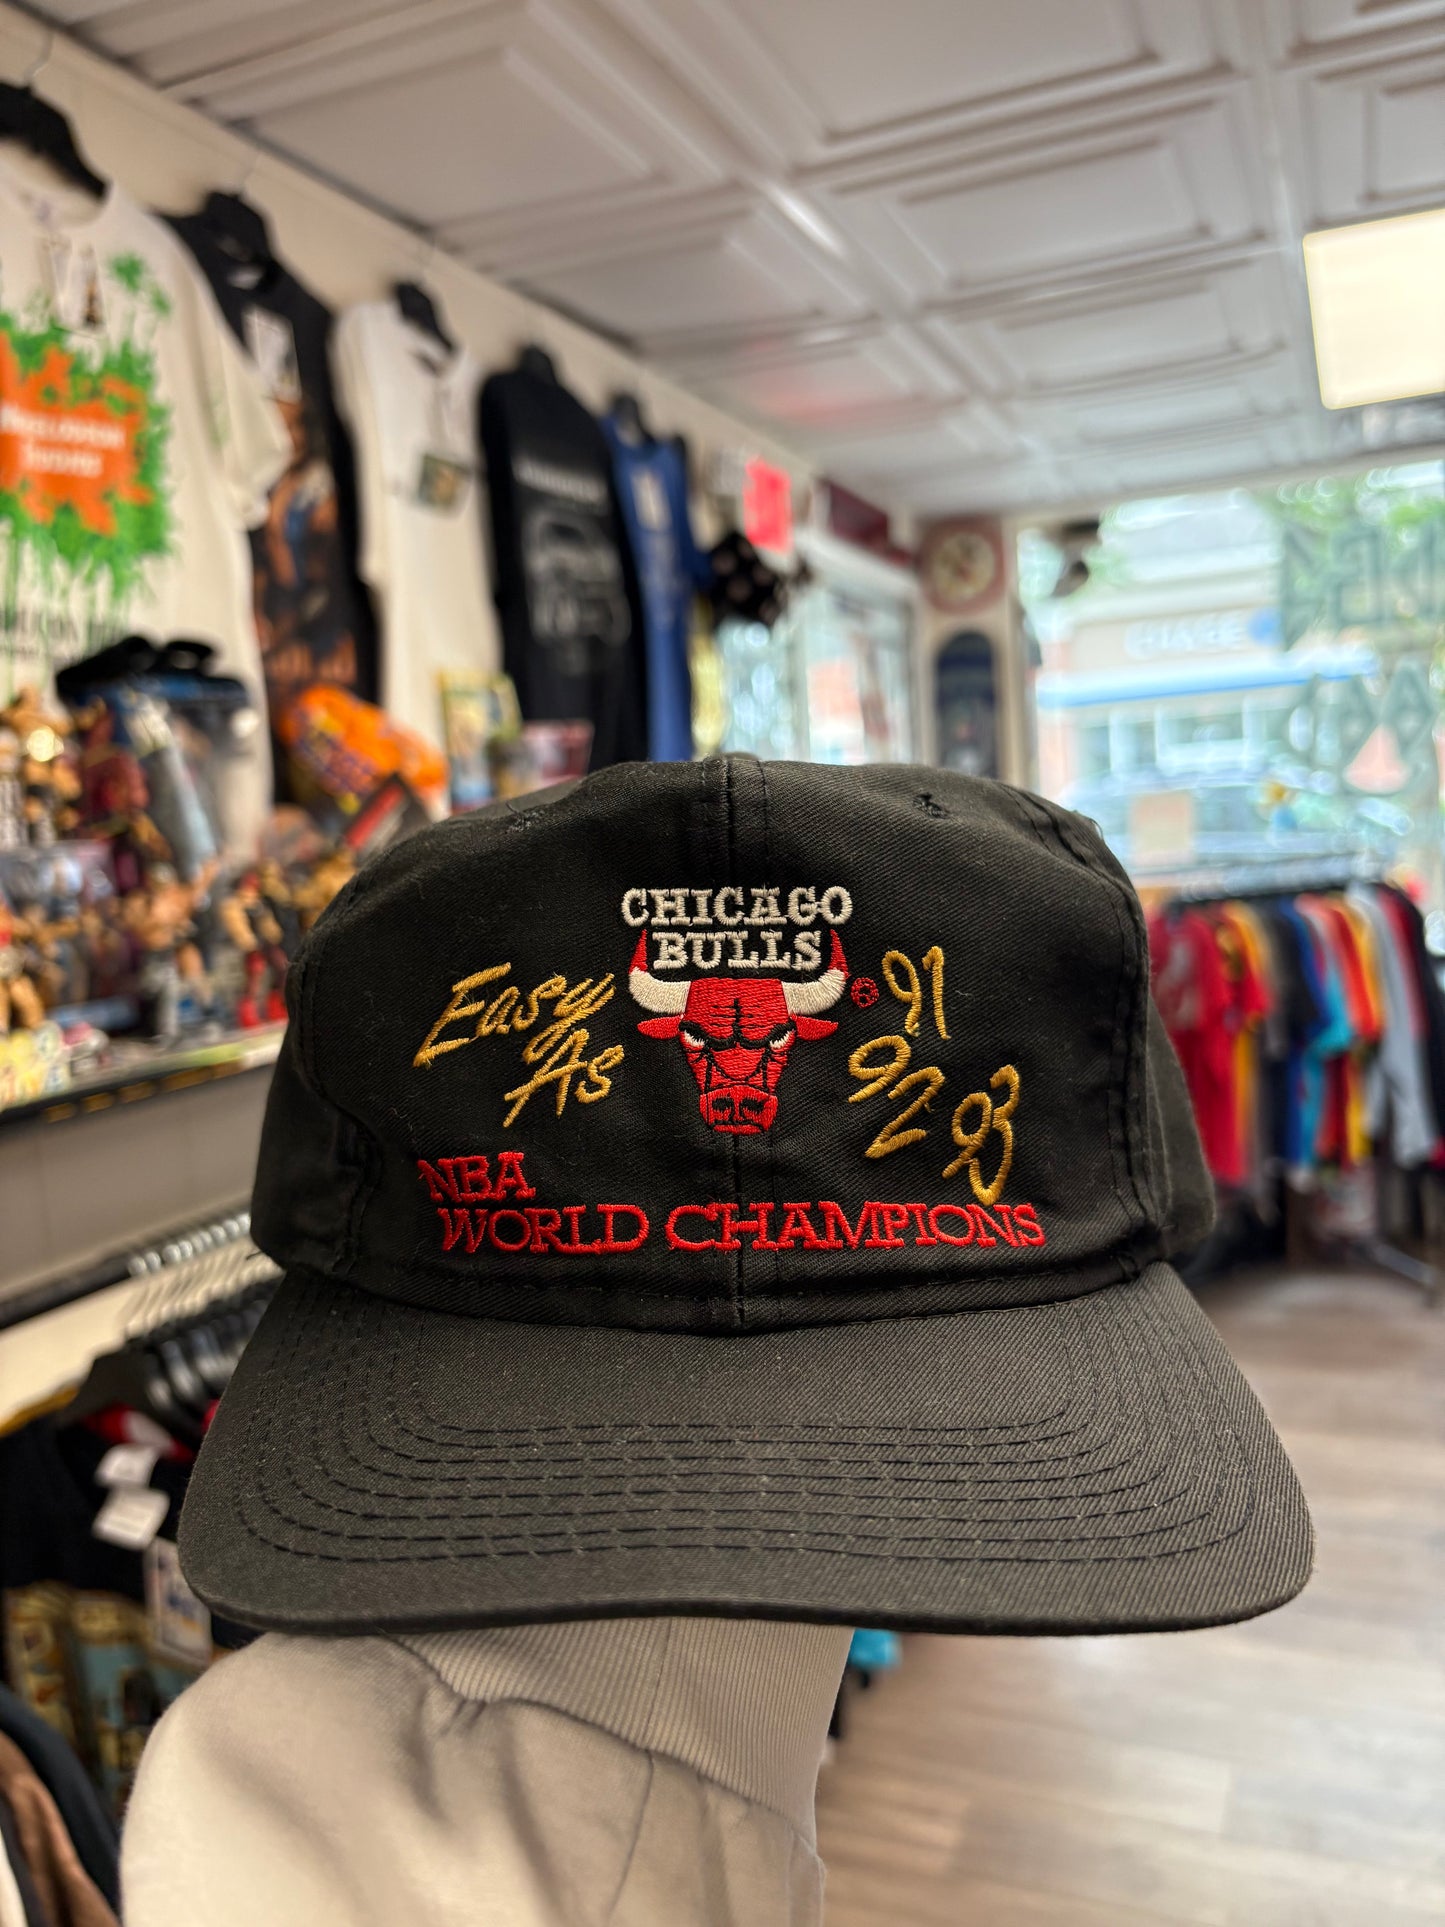 CHICAGO
BULLS
Easy
As
91
92 93
NBA
WORLD CHAMPIONS